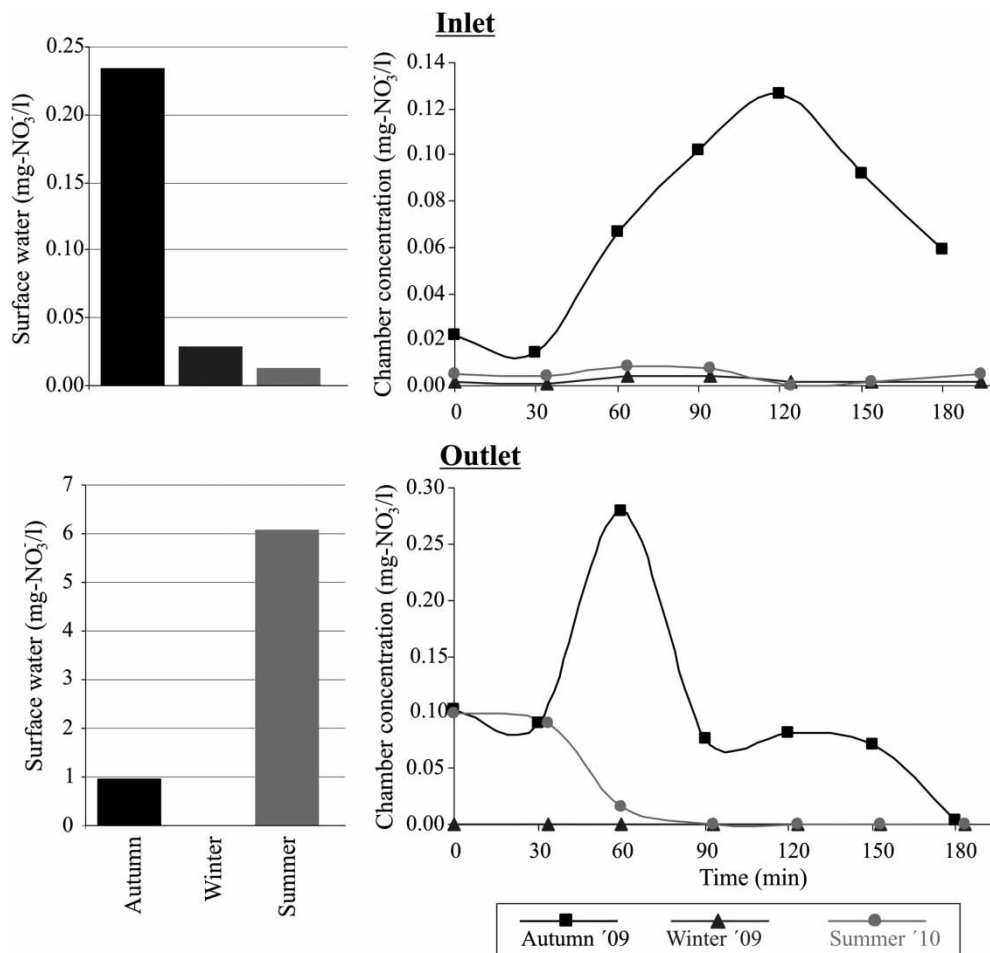 Inlet
Surface water (mg-NO₃⁻/l)
0.25
0.20
0.15
0.10
0.05
0.00
Chamber concentration (mg-NO₃⁻/l)
0.14
0.12
0.10
0.08
0.06
0.04
0.02
0.00
0 30 60 90 120 150 180
Outlet
Surface water (mg-NO₃⁻/l)
7
6
5
4
3
2
1
0
Autumn
Winter
Summer
Chamber concentration (mg-NO₃⁻/l)
0.30
0.25
0.20
0.15
0.10
0.05
0.00
0 30 60 90 120 150 180
Time (min)
Autumn ´09 Winter ´09 Summer ´10